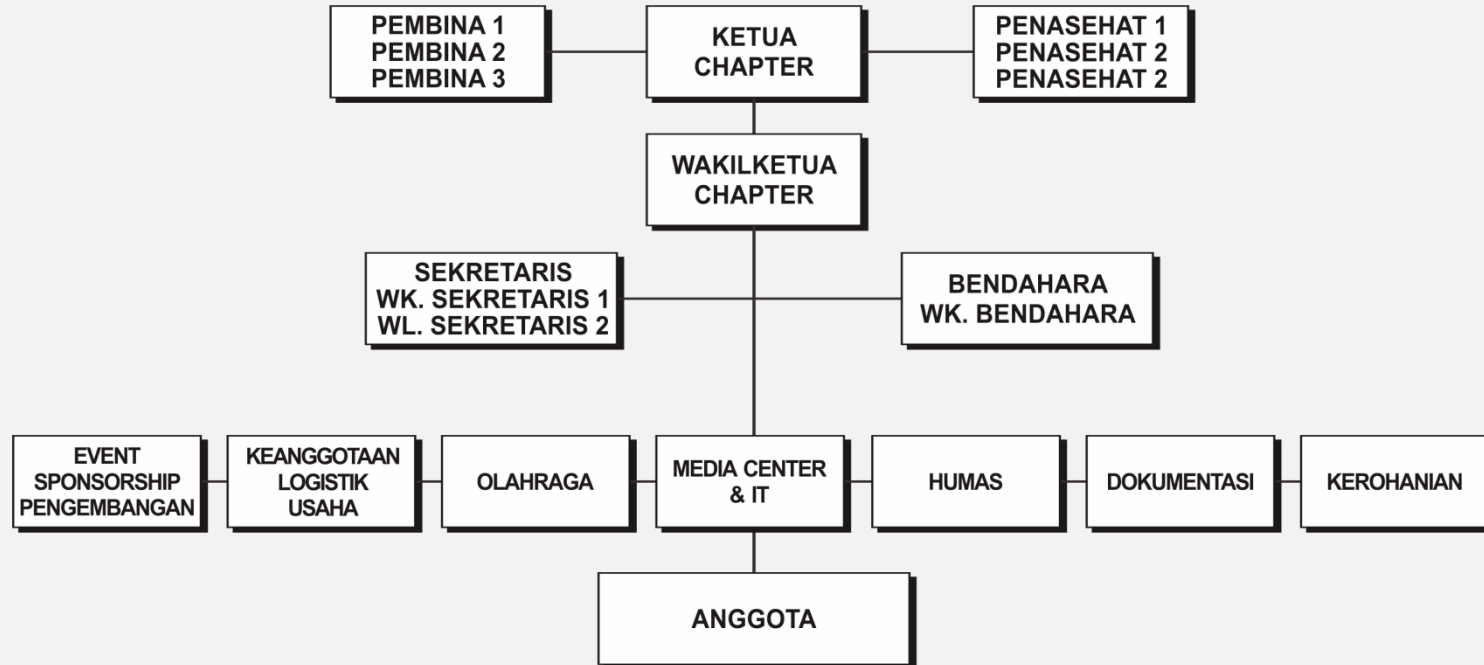 PEMBINA 1
PEMBINA 2
PEMBINA 3
KETUA
CHAPTER
PENASEHAT 1
PENASEHAT 2
PENASEHAT 2
WAKILKETUA
CHAPTER
SEKRETARIS
WK. SEKRETARIS 1
WL. SEKRETARIS 2
BENDAHARA
WK. BENDAHARA
EVENT
SPONSORSHIP
PENGEMBANGAN
KEANGGOTAAN
LOGISTIK
USAHA
OLAHRAGA
MEDIA CENTER
& IT
HUMAS
DOKUMENTASI
KEROHANIAN
ANGGOTA